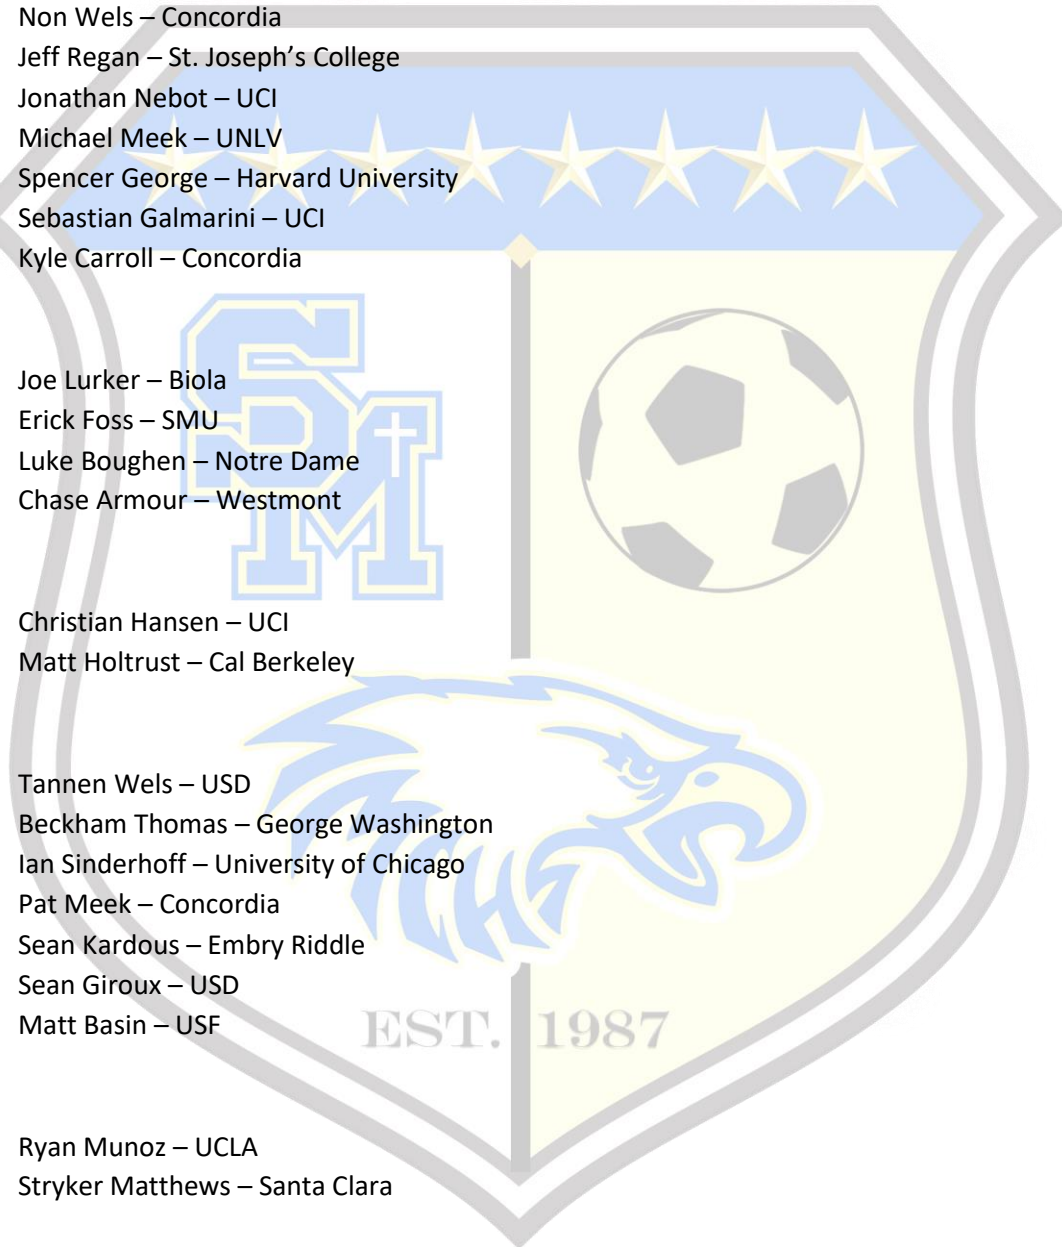 Non Wels – Concordia
Jeff Regan – St. Joseph’s College
Jonathan Nebot – UCI
Michael Meek – UNLV
Spencer George – Harvard University
Sebastian Galmarini – UCI
Kyle Carroll – Concordia
Joe Lurker – Biola
Erick Foss – SMU
Luke Boughen – Notre Dame
Chase Armour – Westmont
SM
Christian Hansen – UCI
Matt Holtrust – Cal Berkeley
Tannen Wels – USD
Beckham Thomas – George Washington
Ian Sinderhoff – University of Chicago
Pat Meek – Concordia
Sean Kardous – Embry Riddle
Sean Giroux – USD
Matt Basin – USF
SMCHS
EST. 1987
Ryan Munoz – UCLA
Stryker Matthews – Santa Clara